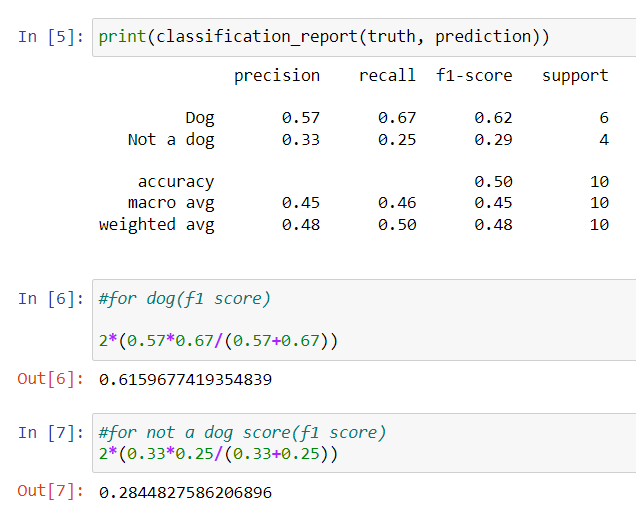 In [5]: print(classification_report(truth, prediction))
precision recall f1-score support
Dog 0.57 0.67 0.62 6
Not a dog 0.33 0.25 0.29 4
accuracy 0.50 10
macro avg 0.45 0.46 0.45 10
weighted avg 0.48 0.50 0.48 10
In [6]: #for dog(f1 score)
2*(0.57*0.67/(0.57+0.67))
Out[6]: 0.6159677419354839
In [7]: #for not a dog score(f1 score)
2*(0.33*0.25/(0.33+0.25))
Out[7]: 0.2844827586206896